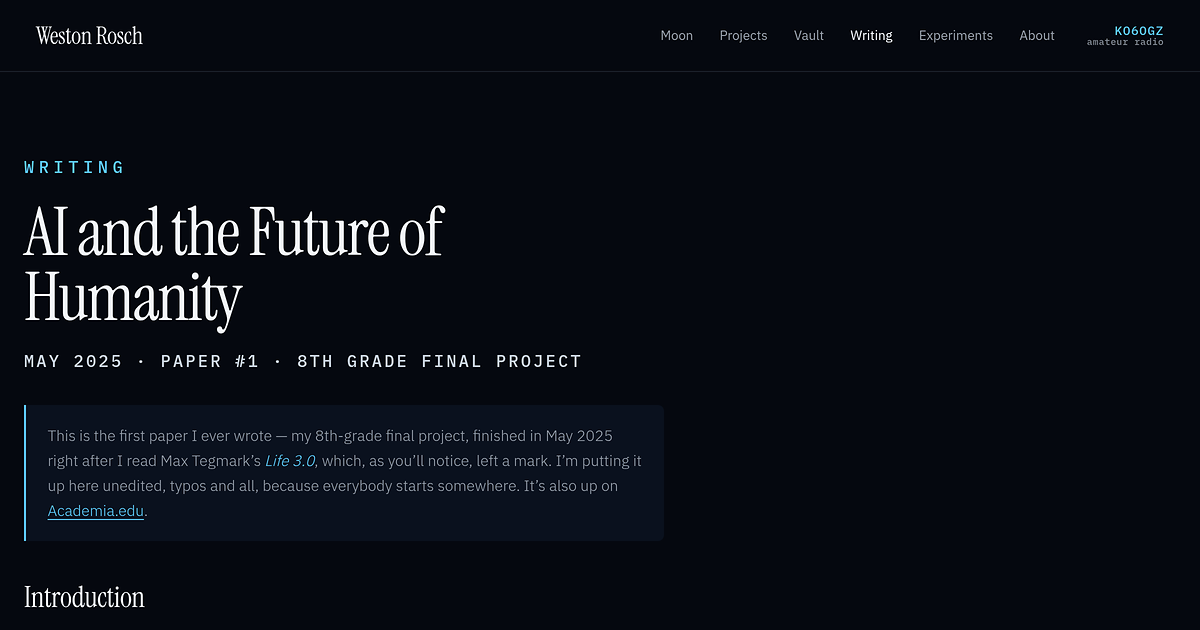 Weston Rosch
Moon Projects Vault Writing Experiments About
KO6OGZ
amateur radio
WRITING
AI and the Future of
Humanity
MAY 2025 · PAPER #1 · 8TH GRADE FINAL PROJECT
This is the first paper I ever wrote — my 8th-grade final project, finished in May 2025
right after I read Max Tegmark’s Life 3.0, which, as you’ll notice, left a mark. I’m putting it
up here unedited, typos and all, because everybody starts somewhere. It’s also up on
Academia.edu.
Introduction